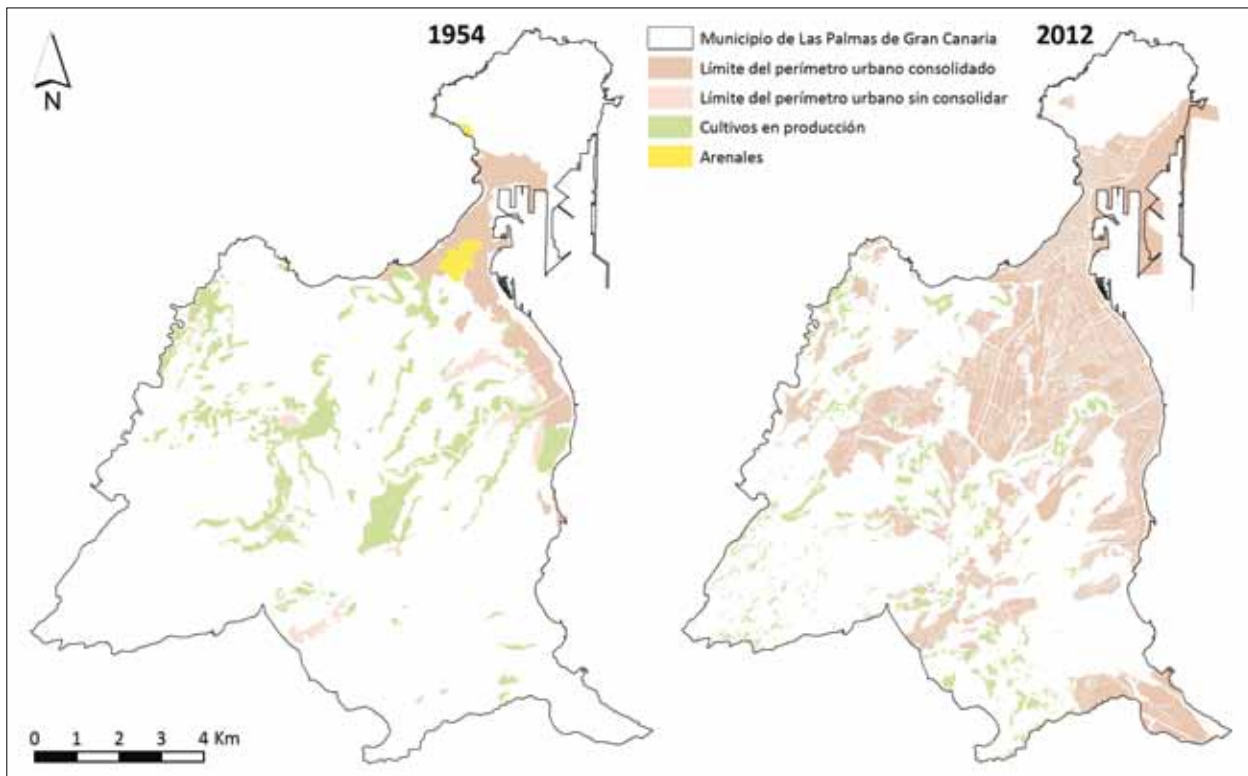 1954
Municipio de Las Palmas de Gran Canaria
2012
Límite del perímetro urbano consolidado
Límite del perímetro urbano sin consolidar
Cultivos en producción
Arenales
N
0 1 2 3 4 Km